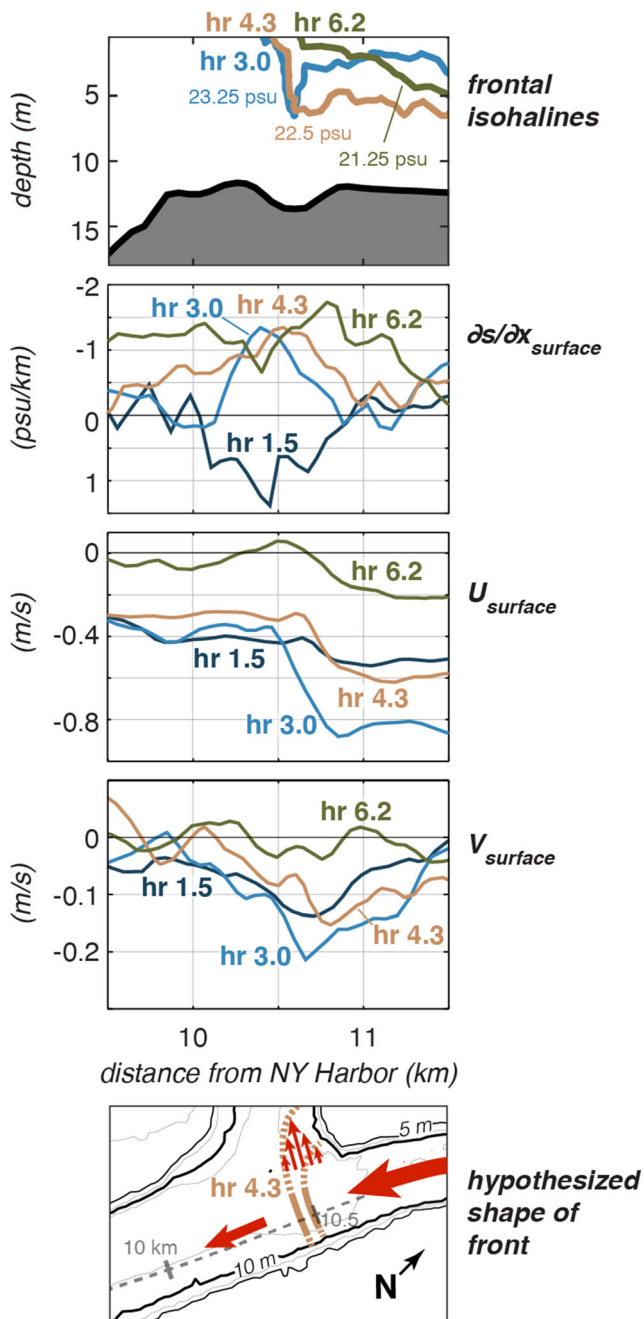 hr 4.3 hr 6.2
hr 3.0
23.25 psu
22.5 psu
21.25 psu
5
10
15
depth (m)
frontal
isohalines
-2
-1
0
1
(psu/km)
hr 3.0
hr 4.3
hr 6.2
hr 1.5
∂s/∂x surface
0
-0.4
-0.8
(m/s)
hr 6.2
hr 1.5
hr 4.3
hr 3.0
U surface
0
-0.1
-0.2
(m/s)
hr 6.2
hr 1.5
hr 4.3
hr 3.0
V surface
10 11
distance from NY Harbor (km)
5 m
hr 4.3
10.5
10 km
10 m
N
hypothesized
shape of
front